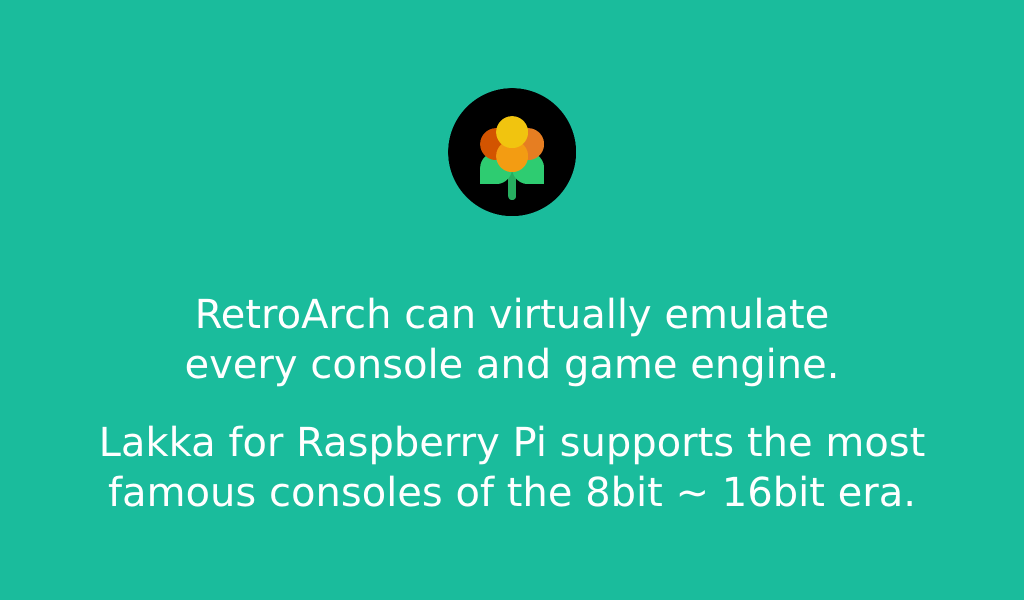 RetroArch can virtually emulate
every console and game engine.
Lakka for Raspberry Pi supports the most
famous consoles of the 8bit ~ 16bit era.